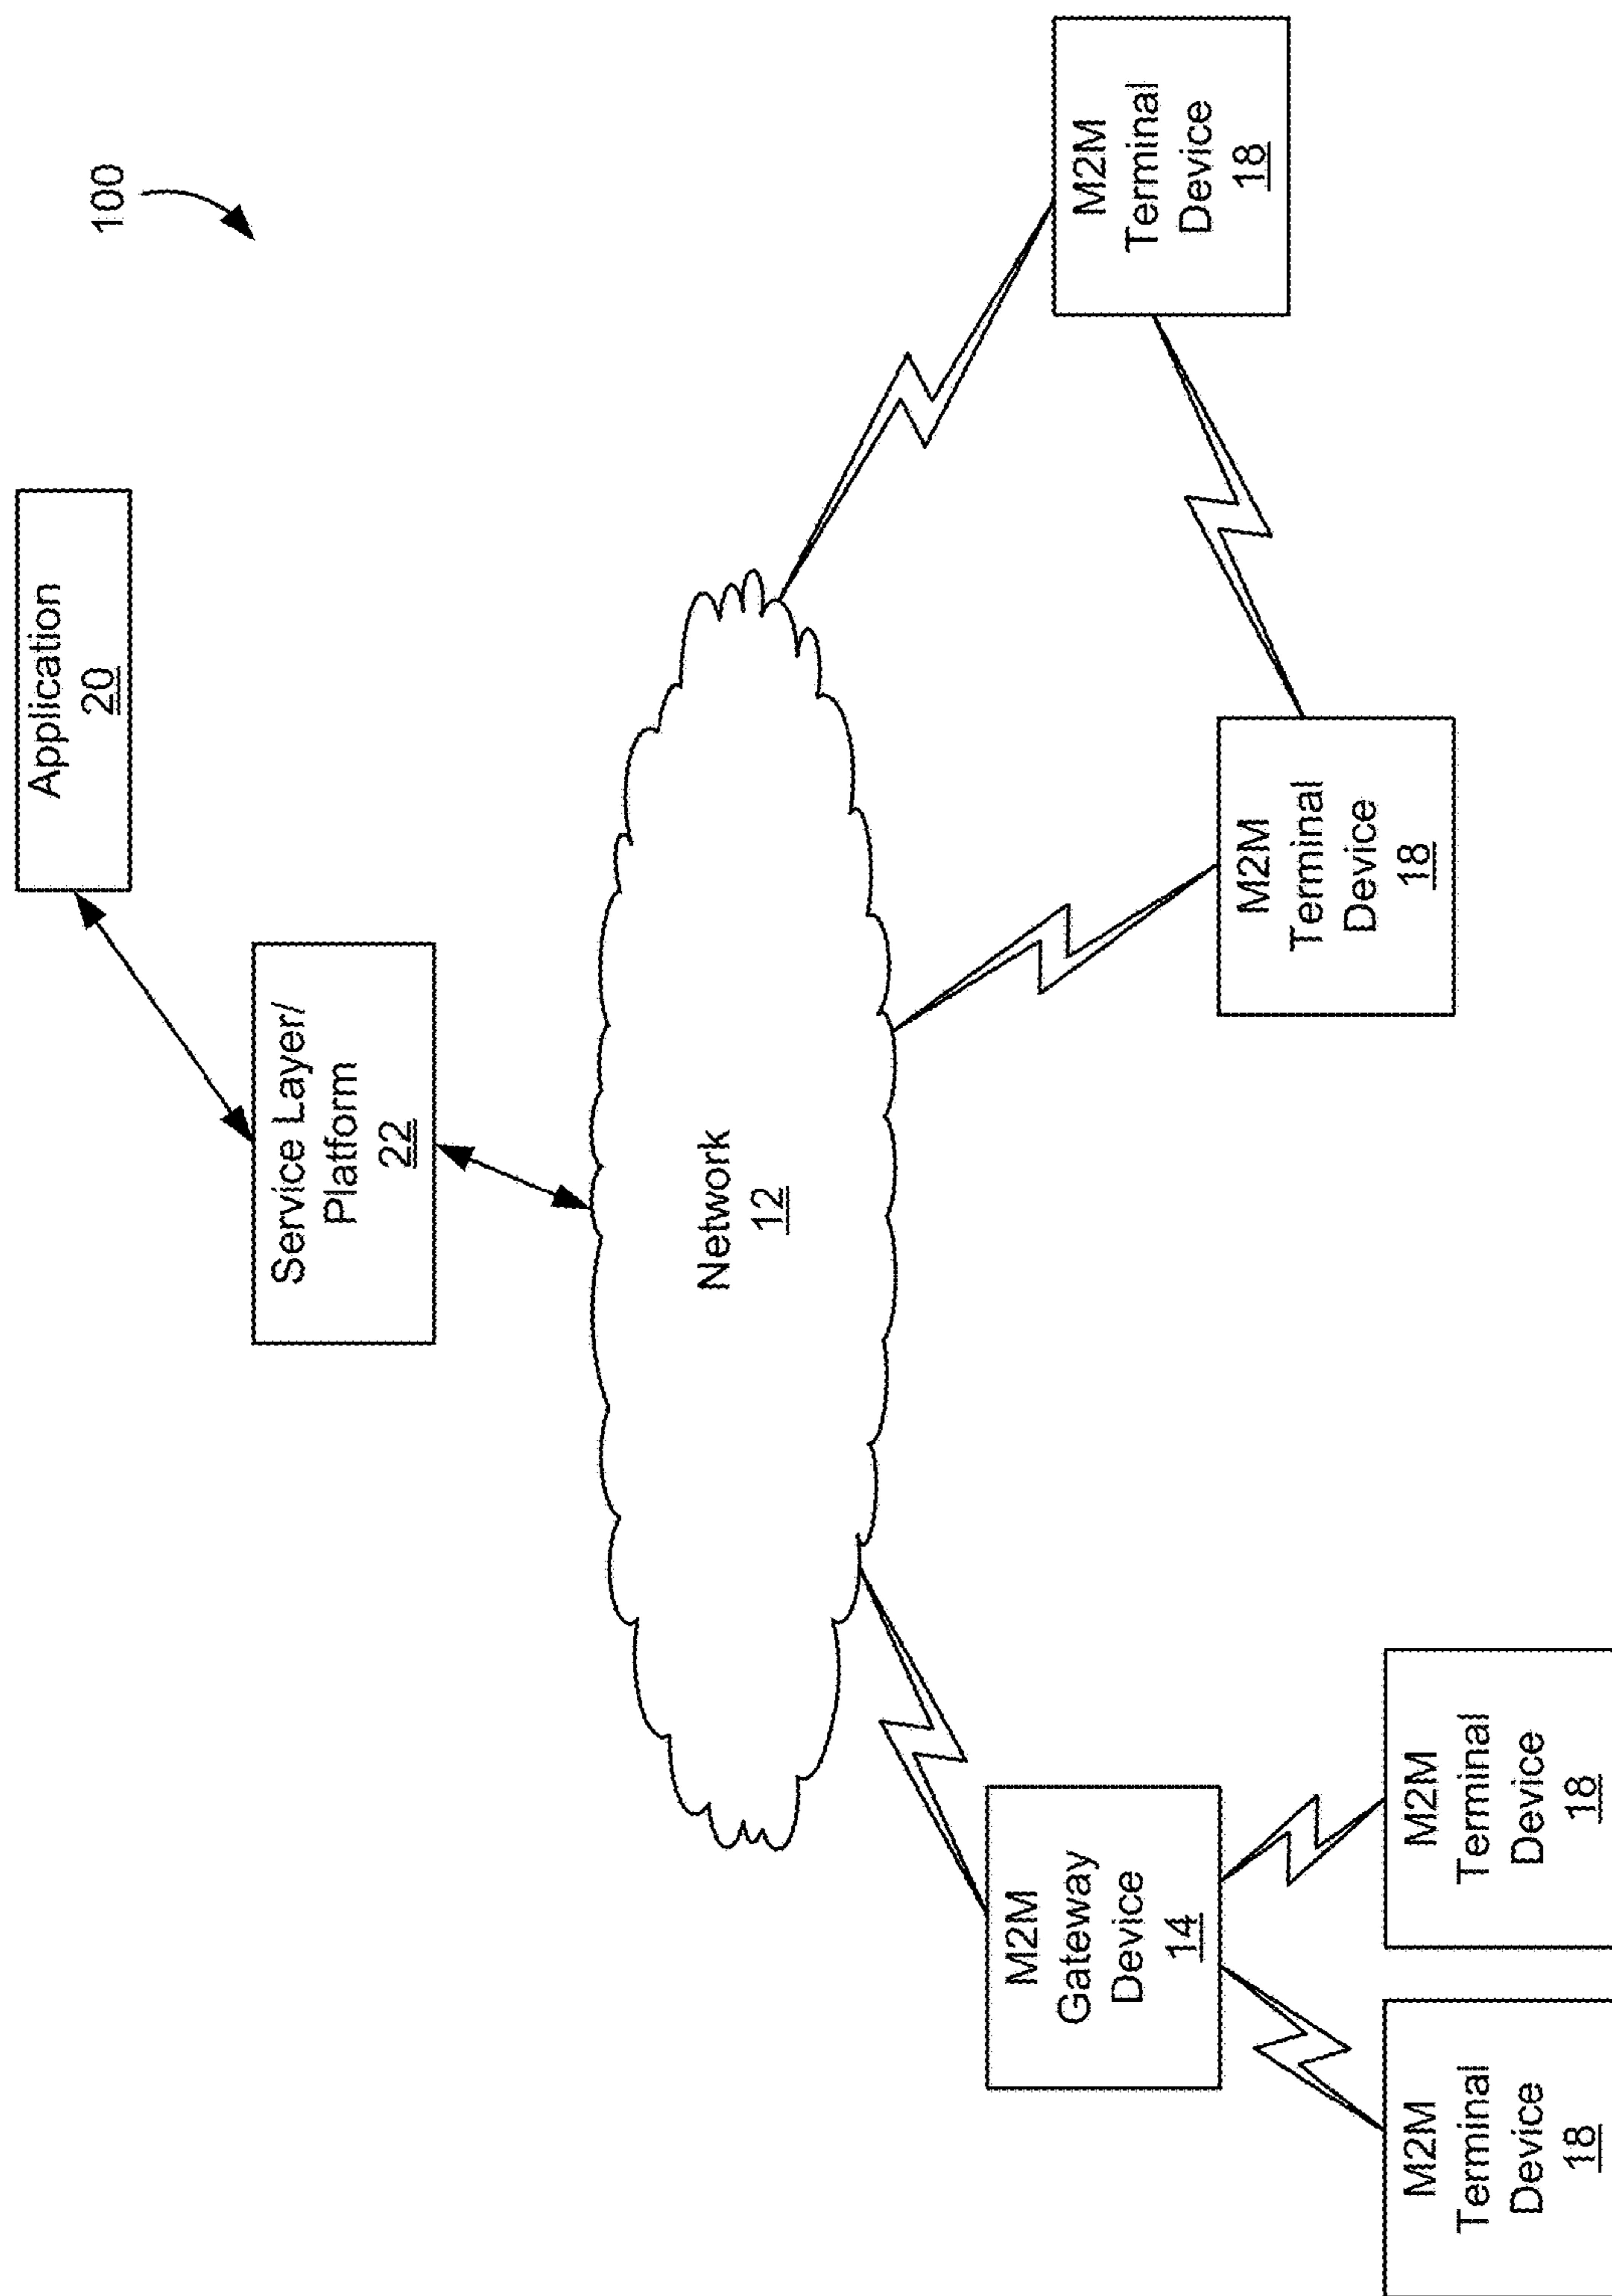 100
Application
20
Service Layer/
Platform
22
Network
12
M2M
Terminal
Device
18
M2M
Terminal
Device
18
M2M
Gateway
Device
14
M2M
Terminal
Device
18
M2M
Terminal
Device
18